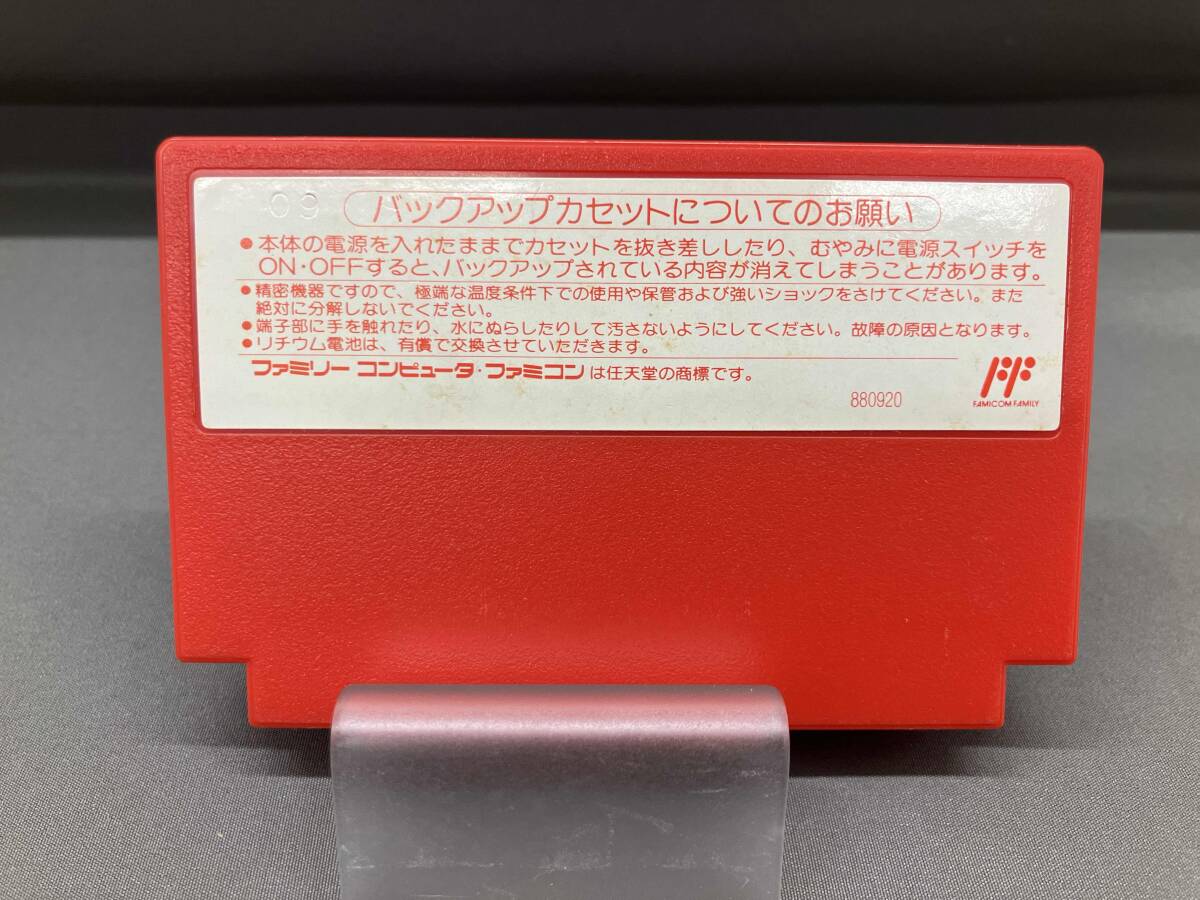 09
バックアップカセットについてのお願い
●本体の電源を入れたままでカセットを抜き差ししたり、むやみに電源スイッチを
ON・OFFすると、バックアップされている内容が消えてしまうことがあります。
●精密機器ですので、極端な温度条件下での使用や保管および強いショックをさけてください。また
絶対に分解しないでください。
●端子部に手を触れたり、水にぬらしたりして汚さないようにしてください。故障の原因となります。
●リチウム電池は、有償で交換させていただきます。
ファミリー コンピュータ・ファミコン は任天堂の商標です。
880920
FF
FAMICOM FAMILY